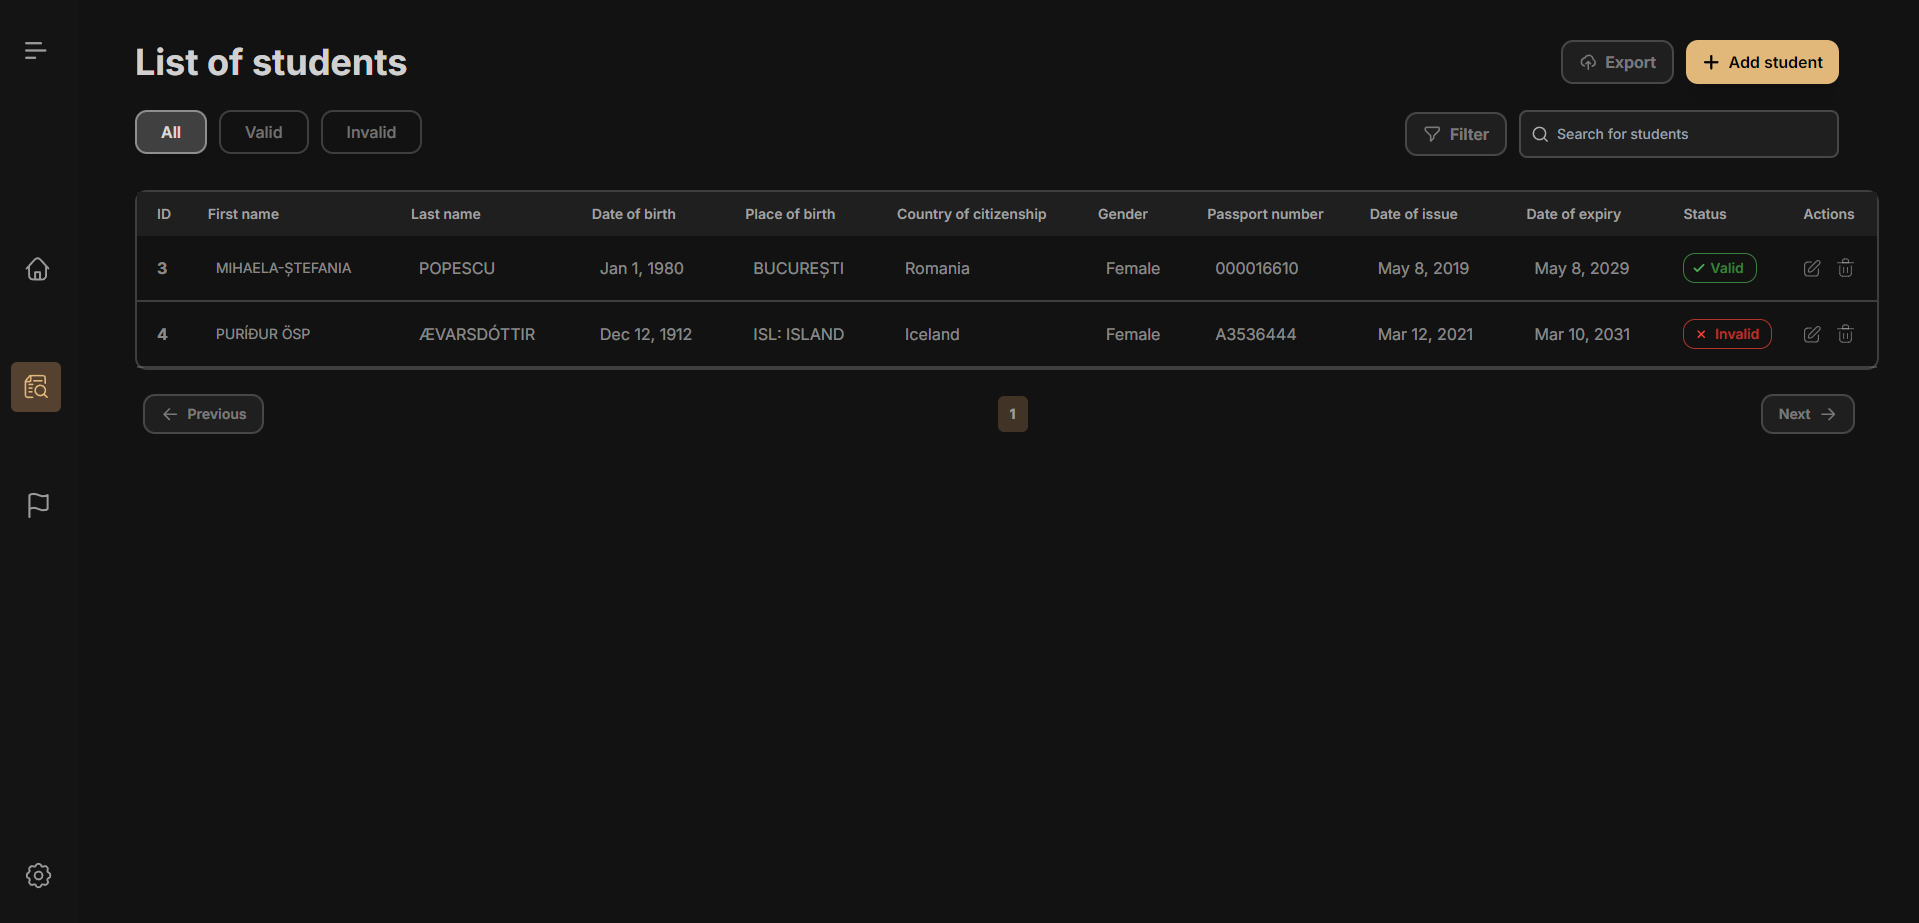 List of students
Export
Add student
All
Valid
Invalid
Filter
Search for students
ID First name Last name Date of birth Place of birth Country of citizenship Gender Passport number Date of issue Date of expiry Status Actions
3 MIHAELA-ȘTEFANIA POPESCU Jan 1, 1980 BUCUREȘTI Romania Female 000016610 May 8, 2019 May 8, 2029 Valid
4 PURÍÐUR ÖSP ÆVARSDÓTTIR Dec 12, 1912 ISL: ISLAND Iceland Female A3536444 Mar 12, 2021 Mar 10, 2031 Invalid
Previous
1
Next